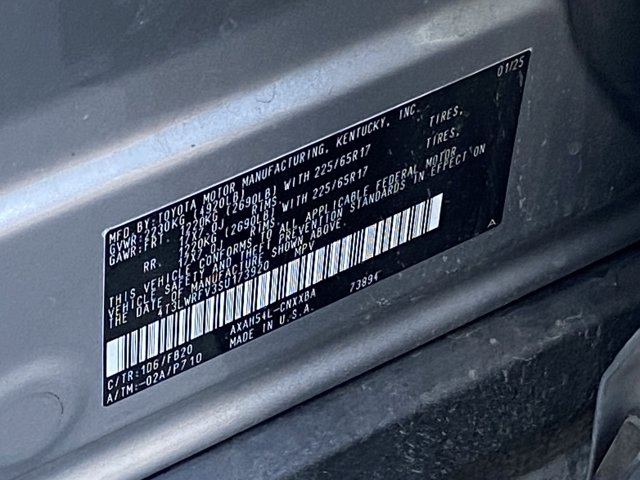 MFD BY:TOYOTA MOTOR MANUFACTURING, KENTUCKY, INC. 01/25
GVWR:2230KG (4920LB)
GAWR:FRT. 1220KG (2690LB) WITH 225/65R17 TIRES,
17X7.0J RIMS,
RR. 1220KG (2690LB) WITH 225/65R17 TIRES,
17X7.0J RIMS,
THIS VEHICLE CONFORMS TO ALL APPLICABLE FEDERAL MOTOR
VEHICLE SAFETY AND THEFT PREVENTION STANDARDS IN EFFECT ON
THE DATE OF MANUFACTURE SHOWN ABOVE.
MPV
A
C/TR:1D6/FB20 AXAH54L-CNXXBA 73894
A/TM:-02A/P710 MADE IN U.S.A.